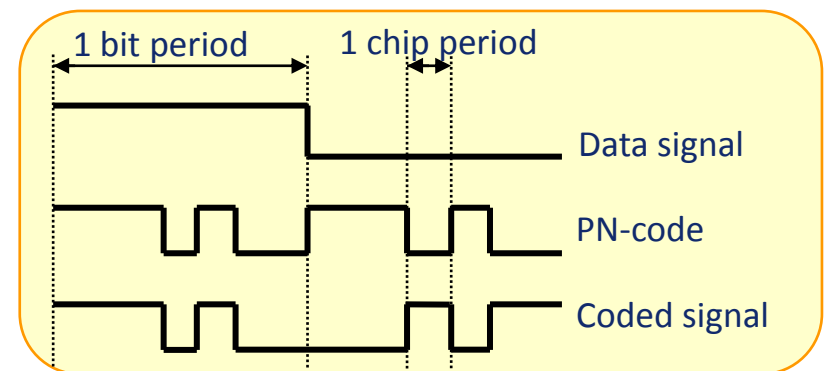 1 bit period 1 chip period
Data signal
PN-code
Coded signal